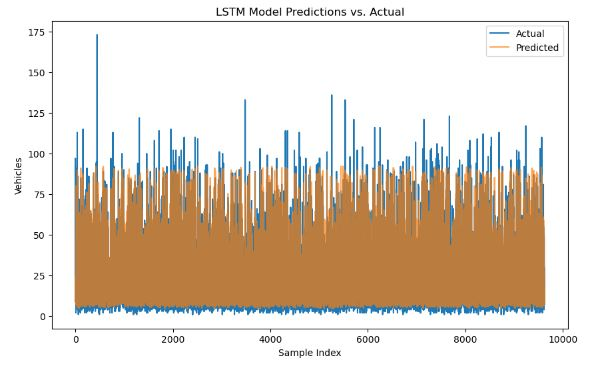 LSTM Model Predictions vs. Actual
Actual
Predicted
175
150
125
100
75
50
25
0
Vehicles
0 2000 4000 6000 8000 10000
Sample Index